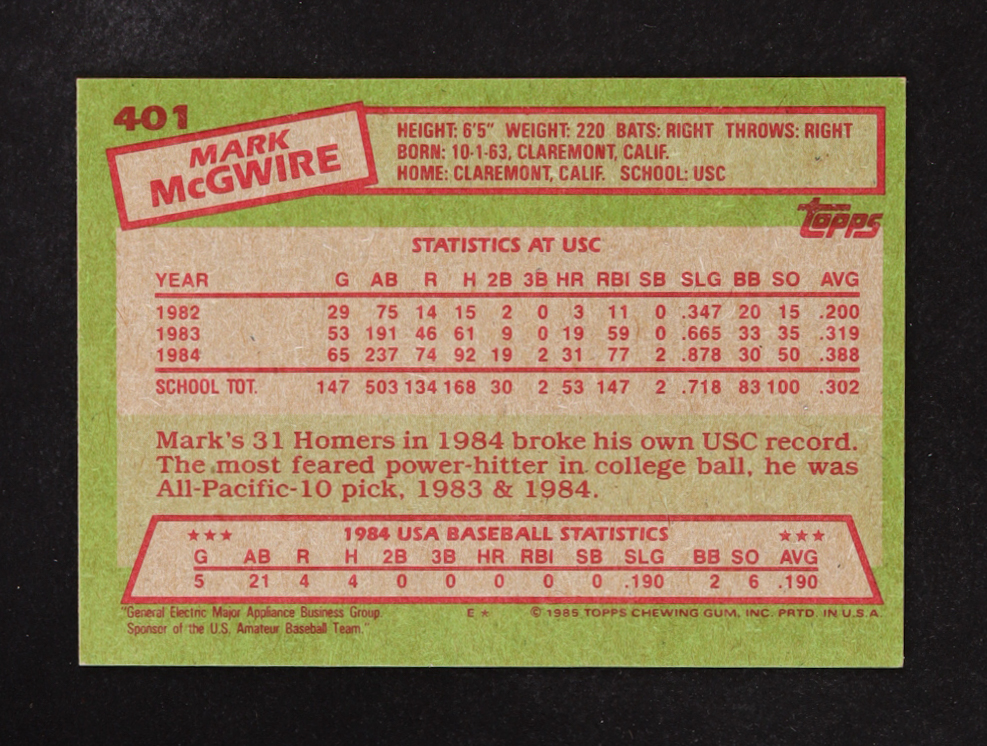 401
MARK
McGWIRE
HEIGHT: 6'5" WEIGHT: 220 BATS: RIGHT THROWS: RIGHT
BORN: 10-1-63, CLAREMONT, CALIF.
HOME: CLAREMONT, CALIF. SCHOOL: USC
topps
STATISTICS AT USC
YEAR G AB R H 2B 3B HR RBI SB SLG BB SO AVG
1982 29 75 14 15 2 0 3 11 0 .347 20 15 .200
1983 53 191 46 61 9 0 19 59 0 .665 33 35 .319
1984 65 237 74 92 19 2 31 77 2 .878 30 50 .388
SCHOOL TOT. 147 503 134 168 30 2 53 147 2 .718 83 100 .302
Mark's 31 Homers in 1984 broke his own USC record.
The most feared power-hitter in college ball, he was
All-Pacific-10 pick, 1983 & 1984.
★★★ 1984 USA BASEBALL STATISTICS ★★★
G AB R H 2B 3B HR RBI SB SLG BB SO AVG
5 21 4 4 0 0 0 0 0 .190 2 6 .190
"General Electric Major Appliance Business Group. E ★ © 1985 TOPPS CHEWING GUM, INC. PRTD. IN U.S.A.
Sponsor of the U.S. Amateur Baseball Team."